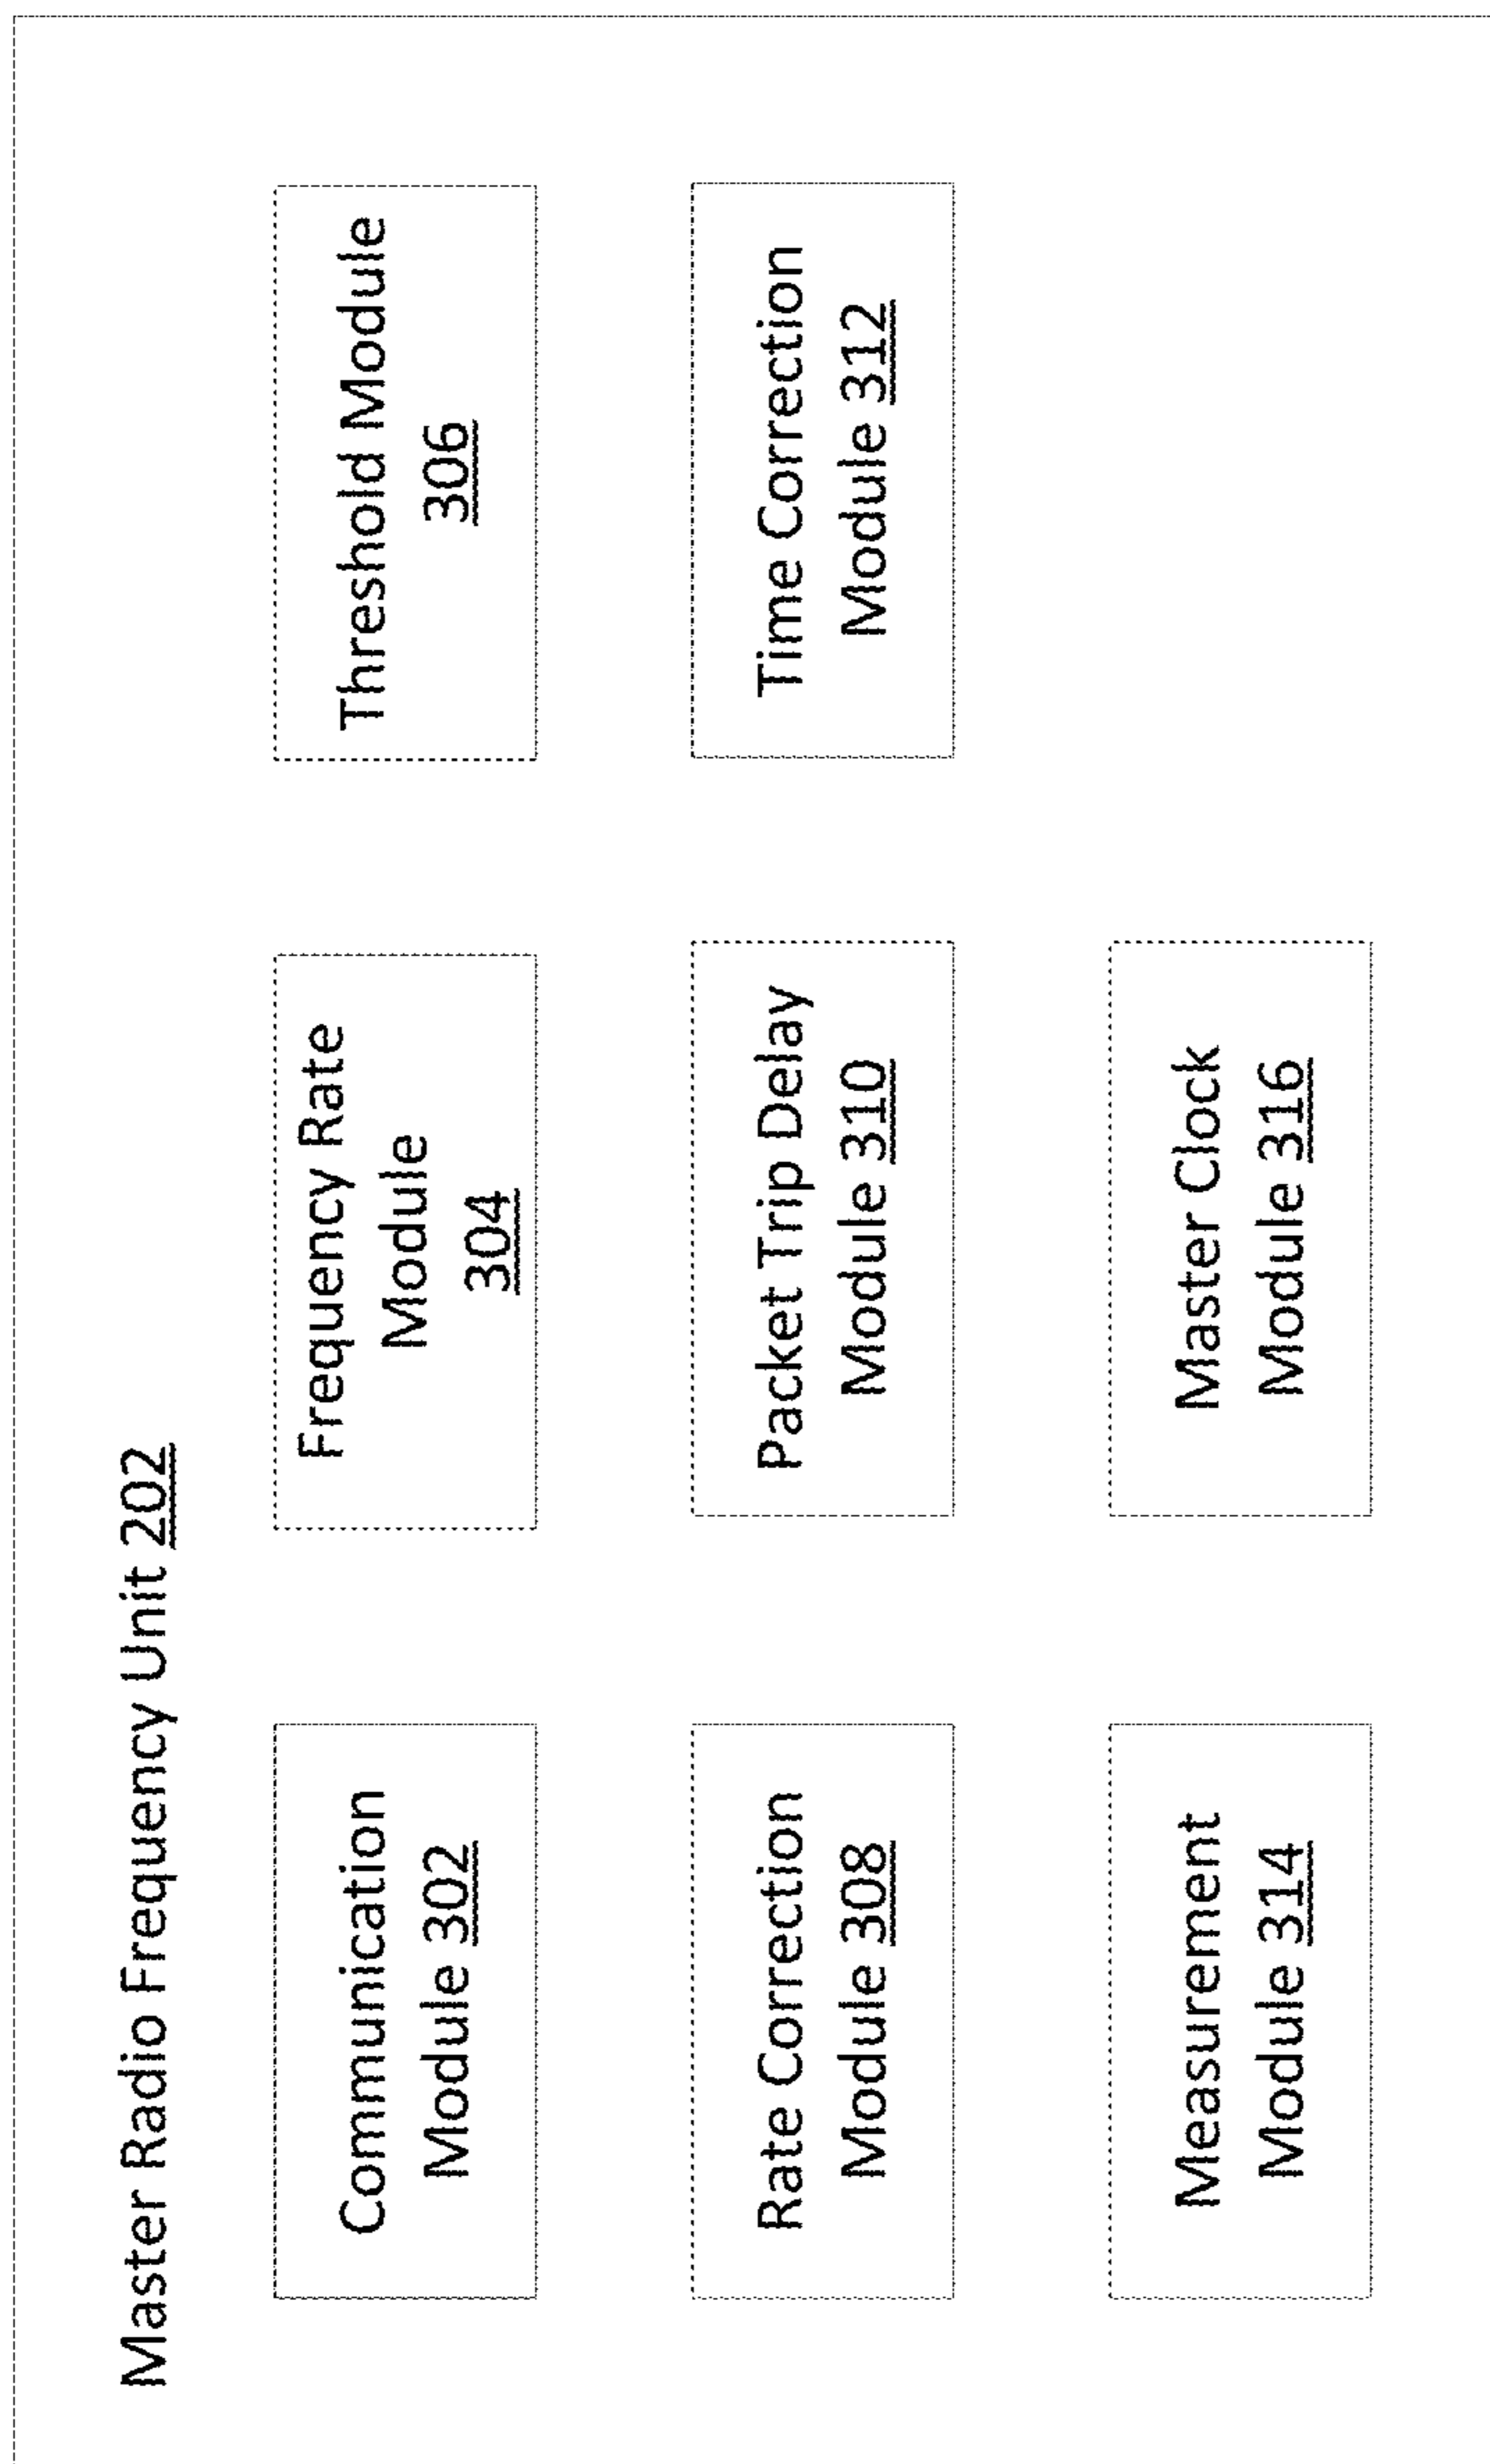 Master Radio Frequency Unit 202
Communication
Module 302
Frequency Rate
Module
304
Threshold Module
306
Rate Correction
Module 308
Packet Trip Delay
Module 310
Time Correction
Module 312
Measurement
Module 314
Master Clock
Module 316